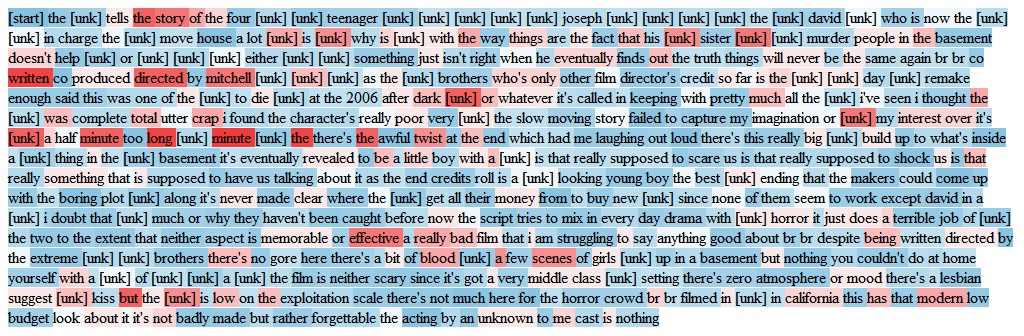 [start] the [unk] tells the story of the four [unk] [unk] teenager [unk] [unk] [unk] [unk] [unk] joseph [unk] [unk] [unk] [unk] the [unk] david [unk] who is now the [unk]
[unk] in charge the [unk] move house a lot [unk] is [unk] why is [unk] with the way things are the fact that his [unk] sister [unk] [unk] murder people in the basement
doesn't help [unk] or [unk] [unk] [unk] either [unk] [unk] something just isn't right when he eventually finds out the truth things will never be the same again br br co
written co produced directed by mitchell [unk] [unk] [unk] as the [unk] brothers who's only other film director's credit so far is the [unk] [unk] day [unk] remake
enough said this was one of the [unk] to die [unk] at the 2006 after dark [unk] or whatever it's called in keeping with pretty much all the [unk] i've seen i thought the
[unk] was complete total utter crap i found the character's really poor very [unk] the slow moving story failed to capture my imagination or [unk] my interest over it's
[unk] a half minute too long [unk] minute [unk] the there's the awful twist at the end which had me laughing out loud there's this really big [unk] build up to what's inside
a [unk] thing in the [unk] basement it's eventually revealed to be a little boy with a [unk] is that really supposed to scare us is that really supposed to shock us is that
really something that is supposed to have us talking about it as the end credits roll is a [unk] looking young boy the best [unk] ending that the makers could come up
with the boring plot [unk] along it's never made clear where the [unk] get all their money from to buy new [unk] since none of them seem to work except david in a
[unk] i doubt that [unk] much or why they haven't been caught before now the script tries to mix in every day drama with [unk] horror it just does a terrible job of [unk]
the two to the extent that neither aspect is memorable or effective a really bad film that i am struggling to say anything good about br br despite being written directed by
the extreme [unk] [unk] brothers there's no gore here there's a bit of blood [unk] a few scenes of girls [unk] up in a basement but nothing you couldn't do at home
yourself with a [unk] of [unk] [unk] a [unk] the film is neither scary since it's got a very middle class [unk] setting there's zero atmosphere or mood there's a lesbian
suggest [unk] kiss but the [unk] is low on the exploitation scale there's not much here for the horror crowd br br filmed in [unk] in california this has that modern low
budget look about it it's not badly made but rather forgettable the acting by an unknown to me cast is nothing